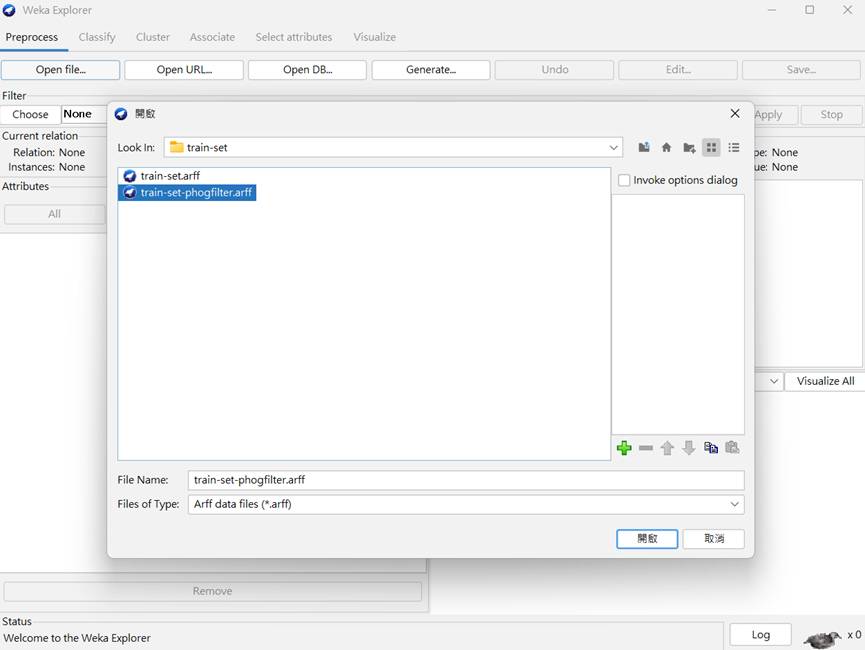 Weka Explorer
Preprocess Classify Cluster Associate Select attributes Visualize
Open file... Open URL... Open DB... Generate... Undo Edit... Save...
Filter
Choose None Apply Stop
開啟
Current relation
Relation: None pe: None
Instances: None ue: None
Attributes
All
Look In: train-set
train-set.arff
train-set-phogfilter.arff
Invoke options dialog
Visualize All
File Name: train-set-phogfilter.arff
Files of Type: Arff data files (*.arff)
開啟 取消
Remove
Status
Welcome to the Weka Explorer
Log x 0